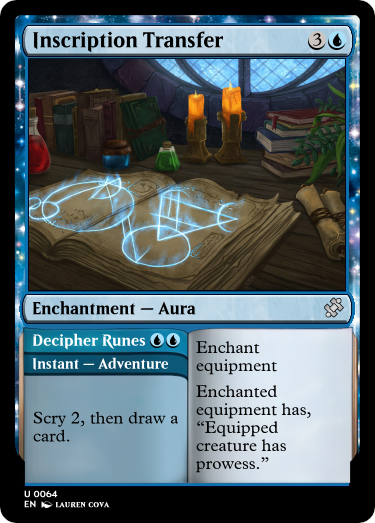 Inscription Transfer 3
Enchantment — Aura
Decipher Runes
Instant — Adventure
Scry 2, then draw a
card.
Enchant
equipment
Enchanted
equipment has,
“Equipped
creature has
prowess.”
U 0064
EN LAUREN COVA